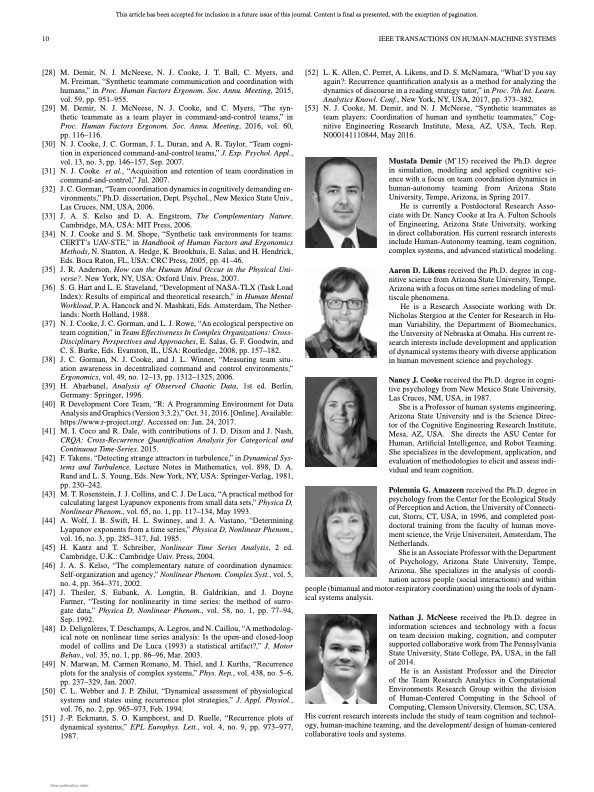 This article has been accepted for inclusion in a future issue of this journal. Content is final as presented, with the exception of pagination.
10
IEEE TRANSACTIONS ON HUMAN-MACHINE SYSTEMS
[28] M. Demir, N. J. McNeese, N. J. Cooke, J. T. Ball, C. Myers, and
M. Freiman, “Synthetic teammate communication and coordination with
humans,” in Proc. Human Factors Ergonom. Soc. Annu. Meeting, 2015,
vol. 59, pp. 951–955.
[29] M. Demir, N. J. McNeese, N. J. Cooke, and C. Myers, “The syn-
thetic teammate as a team player in command-and-control teams,” in
Proc. Human Factors Ergonom. Soc. Annu. Meeting, 2016, vol. 60,
pp. 116–116.
[30] N. J. Cooke, J. C. Gorman, J. L. Duran, and A. R. Taylor, “Team cogni-
tion in experienced command-and-control teams,” J. Exp. Psychol. Appl.,
vol. 13, no. 3, pp. 146–157, Sep. 2007.
[31] N. J. Cooke et al., “Acquisition and retention of team coordination in
command-and-control,” Jul. 2007.
[32] J. C. Gorman, “Team coordination dynamics in cognitively demanding en-
vironments,” Ph.D. dissertation, Dept. Psychol., New Mexico State Univ.,
Las Cruces, NM, USA, 2006.
[33] J. A. S. Kelso and D. A. Engstrom, The Complementary Nature.
Cambridge, MA, USA: MIT Press, 2006.
[34] N. J. Cooke and S. M. Shope, “Synthetic task environments for teams:
CERTT’s UAV-STE,” in Handbook of Human Factors and Ergonomics
Methods, N. Stanton, A. Hedge, K. Brookhuis, E. Salas, and H. Hendrick,
Eds. Boca Raton, FL, USA: CRC Press, 2005, pp. 41–46.
[35] J. R. Anderson, How can the Human Mind Occur in the Physical Uni-
verse?. New York, NY, USA: Oxford Univ. Press, 2007.
[36] S. G. Hart and L. E. Staveland, “Development of NASA-TLX (Task Load
Index): Results of empirical and theoretical research,” in Human Mental
Workload, P. A. Hancock and N. Mashkati, Eds. Amsterdam, The Nether-
lands: North Holland, 1988.
[37] N. J. Cooke, J. C. Gorman, and L. J. Rowe, “An ecological perspective on
team cognition,” in Team Effectiveness In Complex Organizations: Cross-
Disciplinary Perspectives and Approaches, E. Salas, G. F. Goodwin, and
C. S. Burke, Eds. Evanston, IL, USA: Routledge, 2008, pp. 157–182.
[38] J. C. Gorman, N. J. Cooke, and J. L. Winner, “Measuring team situ-
ation awareness in decentralized command and control environments,”
Ergonomics, vol. 49, no. 12–13, pp. 1312–1325, 2006.
[39] H. Abarbanel, Analysis of Observed Chaotic Data, 1st ed. Berlin,
Germany: Springer, 1996.
[40] R Development Core Team, “R: A Programming Environment for Data
Analysis and Graphics (Version 3.3.2),” Oct. 31, 2016. [Online]. Available:
https://www.r-project.org/. Accessed on: Jan. 24, 2017.
[41] M. I. Coco and R. Dale, with contributions of J. D. Dixon and J. Nash,
CRQA: Cross-Recurrence Quantification Analysis for Categorical and
Continuous Time-Series. 2015.
[42] F. Takens, “Detecting strange attractors in turbulence,” in Dynamical Sys-
tems and Turbulence, Lecture Notes in Mathematics, vol. 898, D. A.
Rand and L. S. Young, Eds. New York, NY, USA: Springer-Verlag, 1981,
pp. 230–242.
[43] M. T. Rosenstein, J. J. Collins, and C. J. De Luca, “A practical method for
calculating largest Lyapunov exponents from small data sets,” Physica D,
Nonlinear Phenom., vol. 65, no. 1, pp. 117–134, May 1993.
[44] A. Wolf, J. B. Swift, H. L. Swinney, and J. A. Vastano, “Determining
Lyapunov exponents from a time series,” Physica D, Nonlinear Phenom.,
vol. 16, no. 3, pp. 285–317, Jul. 1985.
[45] H. Kantz and T. Schreiber, Nonlinear Time Series Analysis, 2 ed.
Cambridge, U.K.: Cambridge Univ. Press, 2004.
[46] J. A. S. Kelso, “The complementary nature of coordination dynamics:
Self-organization and agency,” Nonlinear Phenom. Complex Syst., vol. 5,
no. 4, pp. 364–371, 2002.
[47] J. Theiler, S. Eubank, A. Longtin, B. Galdrikian, and J. Doyne
Farmer, “Testing for nonlinearity in time series: the method of surro-
gate data,” Physica D, Nonlinear Phenom., vol. 58, no. 1, pp. 77–94,
Sep. 1992.
[48] D. Delignlères, T. Deschamps, A. Legros, and N. Caillou, “A methodolog-
ical note on nonlinear time series analysis: Is the open-and closed-loop
model of collins and De Luca (1993) a statistical artifact?,” J. Motor
Behav., vol. 35, no. 1, pp. 86–96, Mar. 2003.
[49] N. Marwan, M. Carmen Romano, M. Thiel, and J. Kurths, “Recurrence
plots for the analysis of complex systems,” Phys. Rep., vol. 438, no. 5–6,
pp. 237–329, Jan. 2007.
[50] C. L. Webber and J. P. Zbilut, “Dynamical assessment of physiological
systems and states using recurrence plot strategies,” J. Appl. Physiol.,
vol. 76, no. 2, pp. 965–973, Feb. 1994.
[51] J.-P. Eckmann, S. O. Kamphorst, and D. Ruelle, “Recurrence plots of
dynamical systems,” EPL Europhys. Lett., vol. 4, no. 9, pp. 973–977,
1987.
[52] L. K. Allen, C. Perret, A. Likens, and D. S. McNamara, “What’D you say
again?: Recurrence quantification analysis as a method for analyzing the
dynamics of discourse in a reading strategy tutor,” in Proc. 7th Int. Learn.
Analytics Knowl. Conf., New York, NY, USA, 2017, pp. 373–382.
[53] N. J. Cooke, M. Demir, and N. J. McNeese, “Synthetic teammates as
team players: Coordination of human and synthetic teammates,” Cog-
nitive Engineering Research Institute, Mesa, AZ, USA, Tech. Rep.
N000141110844, May 2016.
Mustafa Demir (M’15) received the Ph.D. degree
in simulation, modeling and applied cognitive sci-
ence with a focus on team coordination dynamics in
human-autonomy teaming from Arizona State
University, Tempe, Arizona, in Spring 2017.
He is currently a Postdoctoral Research Asso-
ciate with Dr. Nancy Cooke at Ira A. Fulton Schools
of Engineering, Arizona State University, working
in direct collaboration. His current research interests
include Human-Autonomy teaming, team cognition,
complex systems, and advanced statistical modeling.
Aaron D. Likens received the Ph.D. degree in cog-
nitive science from Arizona State University, Tempe,
Arizona with a focus on time series modeling of mul-
tiscale phenomena.
He is a Research Associate working with Dr.
Nicholas Stergiou at the Center for Research in Hu-
man Variability, the Department of Biomechanics,
the University of Nebraska at Omaha. His current re-
search interests include development and application
of dynamical systems theory with diverse application
in human movement science and psychology.
Nancy J. Cooke received the Ph.D. degree in cogni-
tive psychology from New Mexico State University,
Las Cruces, NM, USA, in 1987.
She is a Professor of human systems engineering,
Arizona State University and is the Science Direc-
tor of the Cognitive Engineering Research Institute,
Mesa, AZ, USA. She directs the ASU Center for
Human, Artificial Intelligence, and Robot Teaming.
She specializes in the development, application, and
evaluation of methodologies to elicit and assess indi-
vidual and team cognition.
Polemnia G. Amazeen received the Ph.D. degree in
psychology from the Center for the Ecological Study
of Perception and Action, the University of Connecti-
cut, Storrs, CT, USA, in 1996, and completed post-
doctoral training from the faculty of human move-
ment science, the Vrije Universiteit, Amsterdam, The
Netherlands.
She is an Associate Professor with the Department
of Psychology, Arizona State University, Tempe,
Arizona. She specializes in the analysis of coordi-
nation across people (social interactions) and within
people (bimanual and motor-respiratory coordination) using the tools of dynam-
ical systems analysis.
Nathan J. McNeese received the Ph.D. degree in
information sciences and technology with a focus
on team decision making, cognition, and computer
supported collaborative work from The Pennsylvania
State University, State College, PA, USA, in the fall
of 2014.
He is an Assistant Professor and the Director
of the Team Research Analytics in Computational
Environments Research Group within the division
of Human-Centered Computing in the School of
Computing, Clemson University, Clemson, SC, USA.
His current research interests include the study of team cognition and technol-
ogy, human-machine teaming, and the development/ design of human-centered
collaborative tools and systems.
View publication stats